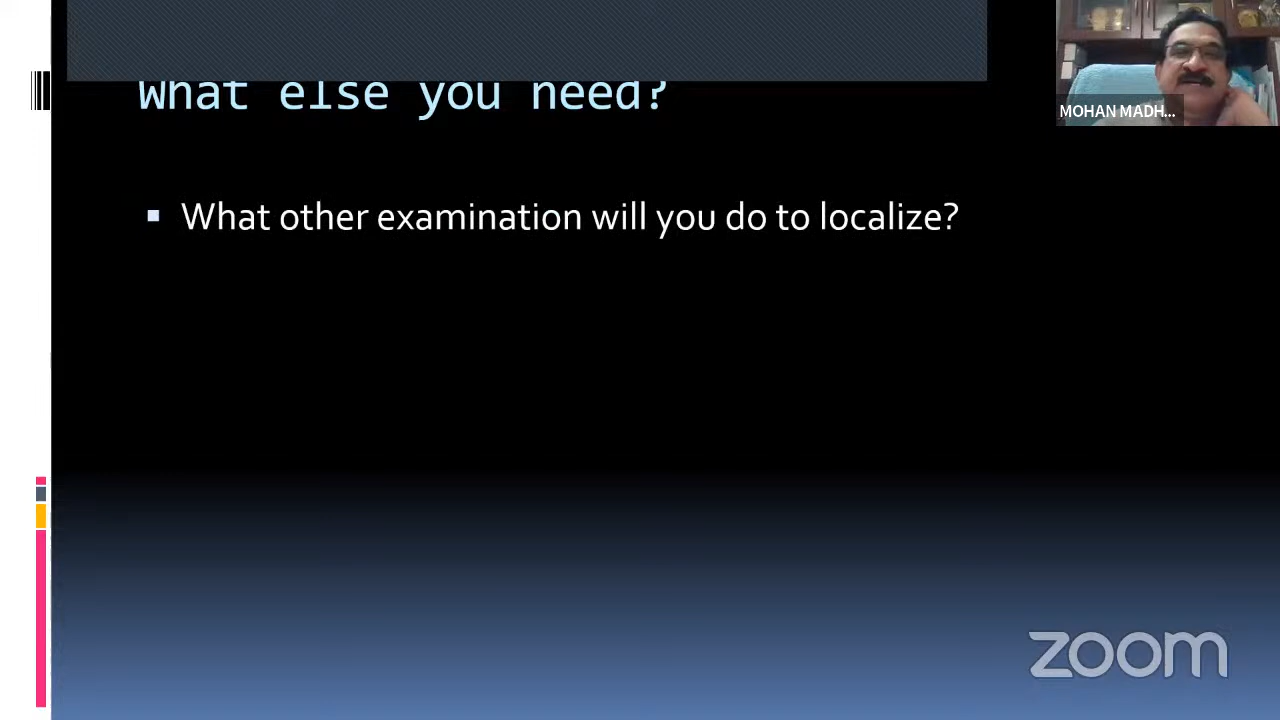 What else you need?
MOHAN MADH...
What other examination will you do to localize?
zoom